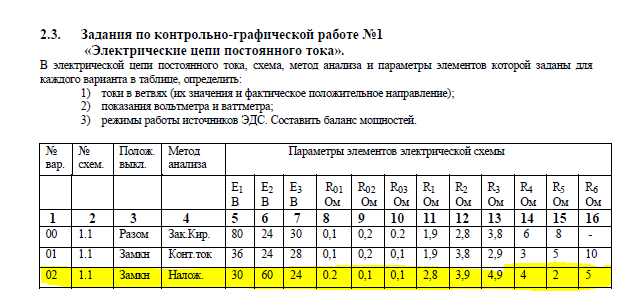 2.3. Задания по контрольно-графической работе №1
«Электрические цепи постоянного тока».
В электрической цепи постоянного тока, схема, метод анализа и параметры элементов которой заданы для
каждого варианта в таблице, определить:
1) токи в ветвях (их значения и фактическое положительное направление);
2) показания вольтметра и ваттметра;
3) режимы работы источников ЭДС. Составить баланс мощностей.
№ № Полож. Метод Параметры элементов электрической схемы
вар. схем. выкл. анализа
E1 E2 E3 R01 R02 R03 R1 R2 R3 R4 R5 R6
В В В Ом Ом Ом Ом Ом Ом Ом Ом Ом
1 2 3 4 5 6 7 8 9 10 11 12 13 14 15 16
00 1.1 Разом Зак.Кир. 80 24 30 0,1 0,2 0.2 1,9 2,8 3,8 6 8 -
01 1.1 Замкн Конт.ток 36 24 28 0,1 0,2 0,1 1,9 3,8 2,9 3 5 10
02 1.1 Замкн Налож. 30 60 24 0.2 0,1 0,1 2,8 3,9 4,9 4 2 5